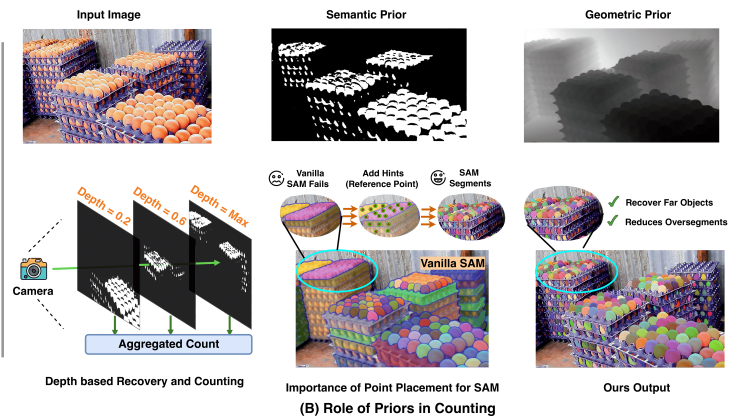 Input Image
Semantic Prior
Geometric Prior
Depth = 0.2
Depth = 0.6
Depth = Max
Camera
Aggregated Count
Depth based Recovery and Counting
Vanilla
SAM Fails
Add Hints
(Reference Point)
SAM
Segments
Vanilla SAM
Importance of Point Placement for SAM
✓ Recover Far Objects
✓ Reduces Oversegments
Ours Output
(B) Role of Priors in Counting